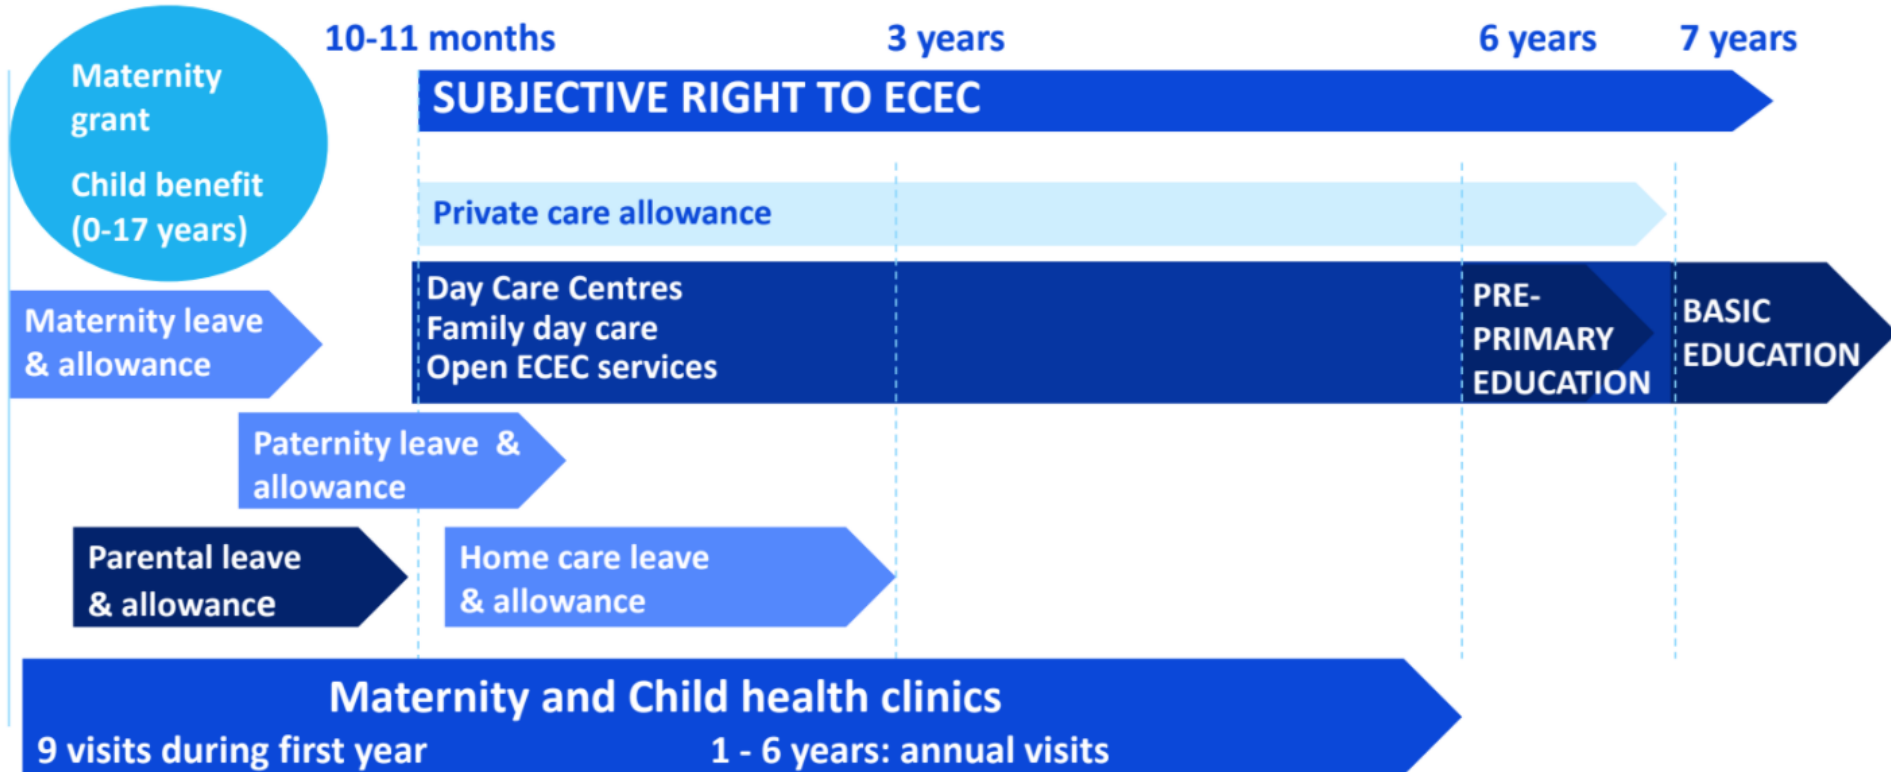 10-11 months
3 years
6 years
7 years
Maternity
grant
Child benefit
(0-17 years)
SUBJECTIVE RIGHT TO ECEC
Private care allowance
Maternity leave
& allowance
Day Care Centres
Family day care
Open ECEC services
PRE-
PRIMARY
EDUCATION
BASIC
EDUCATION
Paternity leave &
allowance
Parental leave
& allowance
Home care leave
& allowance
Maternity and Child health clinics
9 visits during first year
1 - 6 years: annual visits